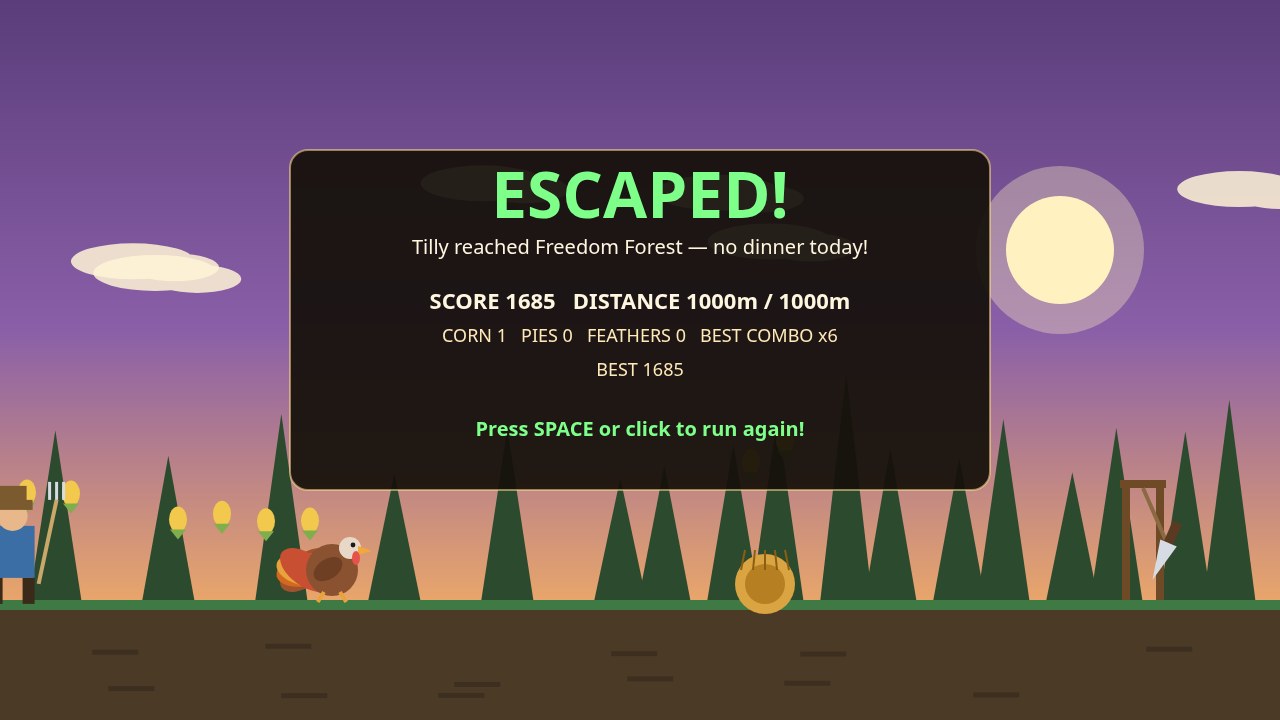 ESCAPED!
Tilly reached Freedom Forest — no dinner today!
SCORE 1685   DISTANCE 1000m / 1000m
CORN 1   PIES 0   FEATHERS 0   BEST COMBO x6
BEST 1685
Press SPACE or click to run again!